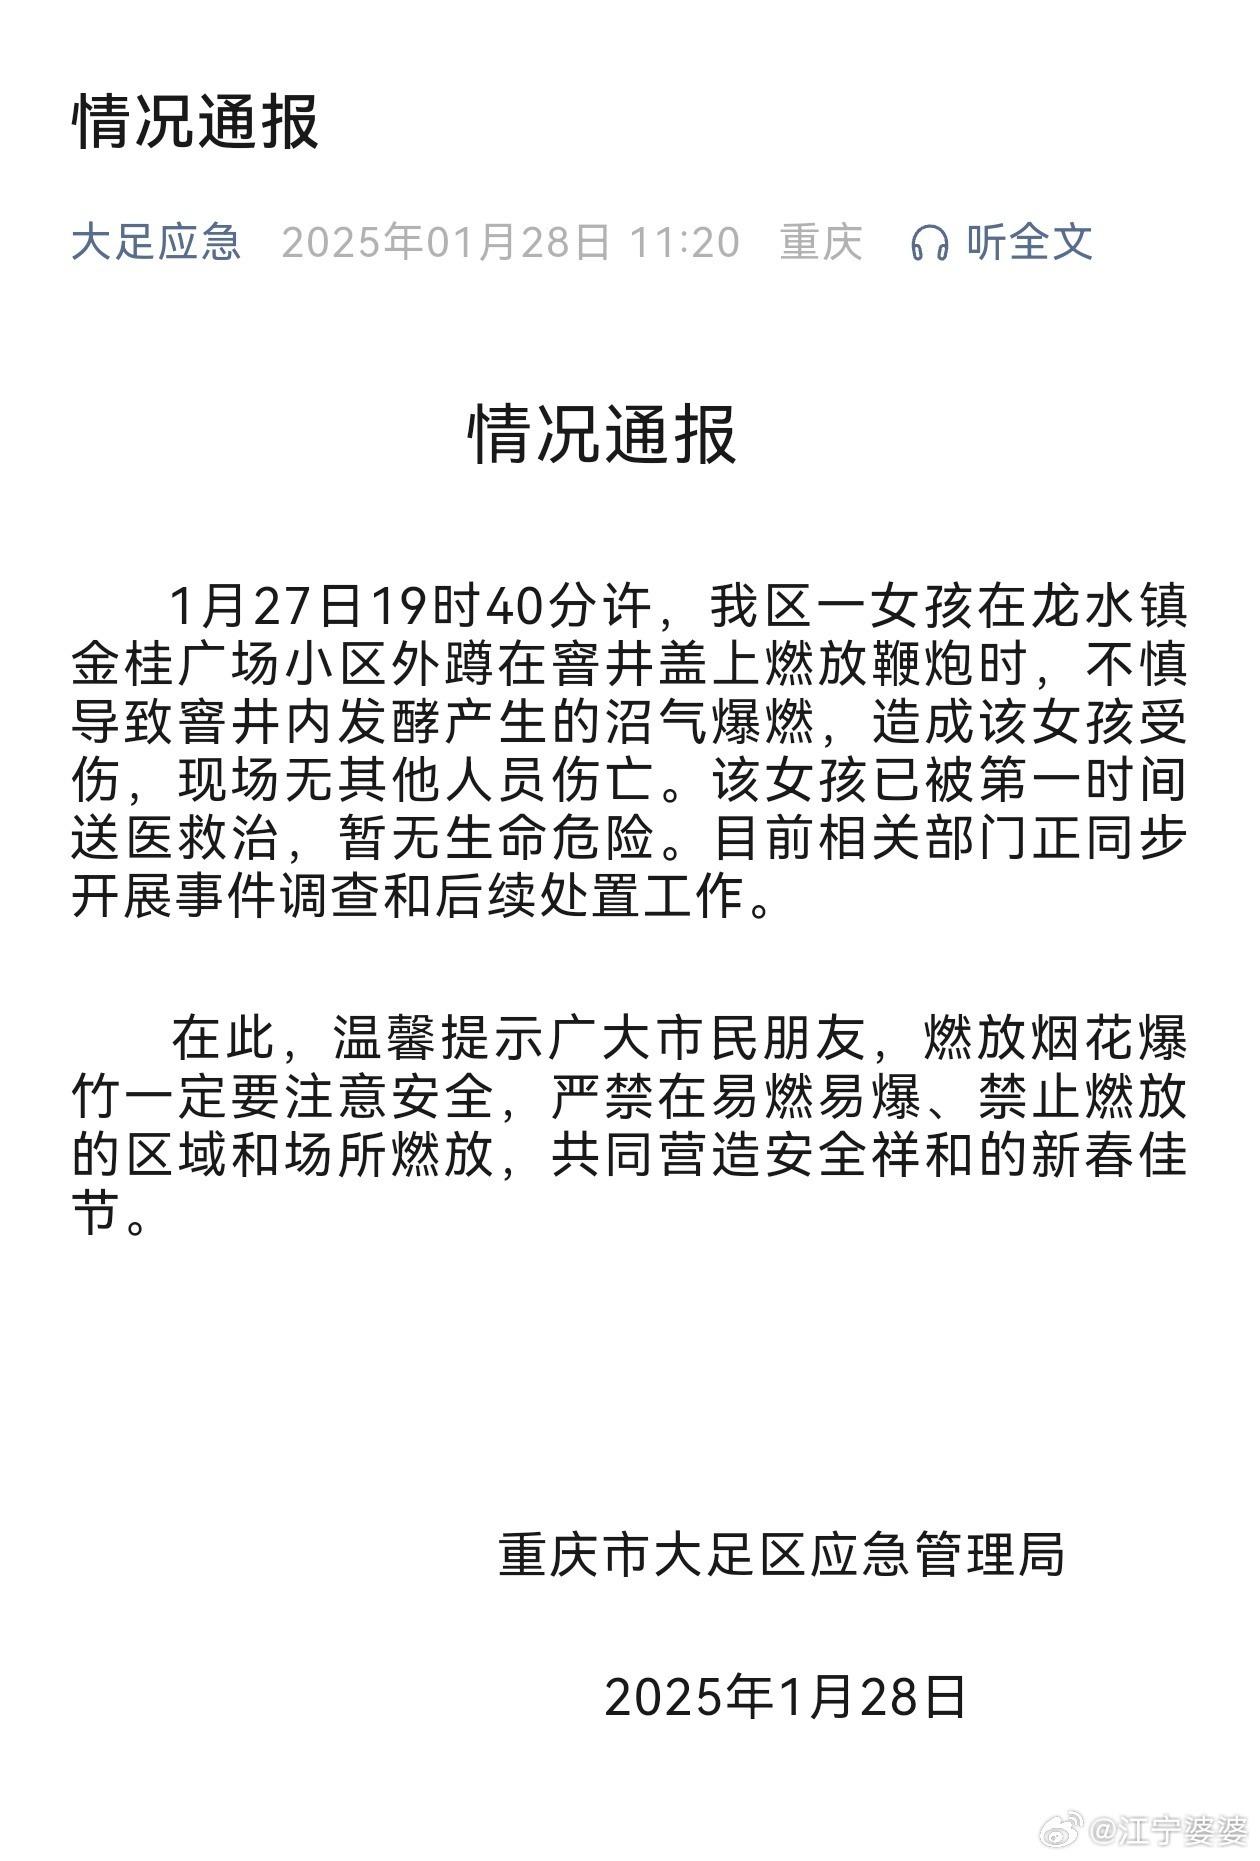 情况通报
大足应急 2025年01月28日 11:20 重庆 听全文
情况通报
1月27日19时40分许，我区一女孩在龙水镇
金桂广场小区外蹲在窨井盖上燃放鞭炮时，不慎
导致窨井内发酵产生的沼气爆燃，造成该女孩受
伤，现场无其他人员伤亡。该女孩已被第一时间
送医救治，暂无生命危险。目前相关部门正同步
开展事件调查和后续处置工作。
在此，温馨提示广大市民朋友，燃放烟花爆
竹一定要注意安全，严禁在易燃易爆、禁止燃放
的区域和场所燃放，共同营造安全祥和的新春佳
节。
重庆市大足区应急管理局
2025年1月28日
@江宁婆婆